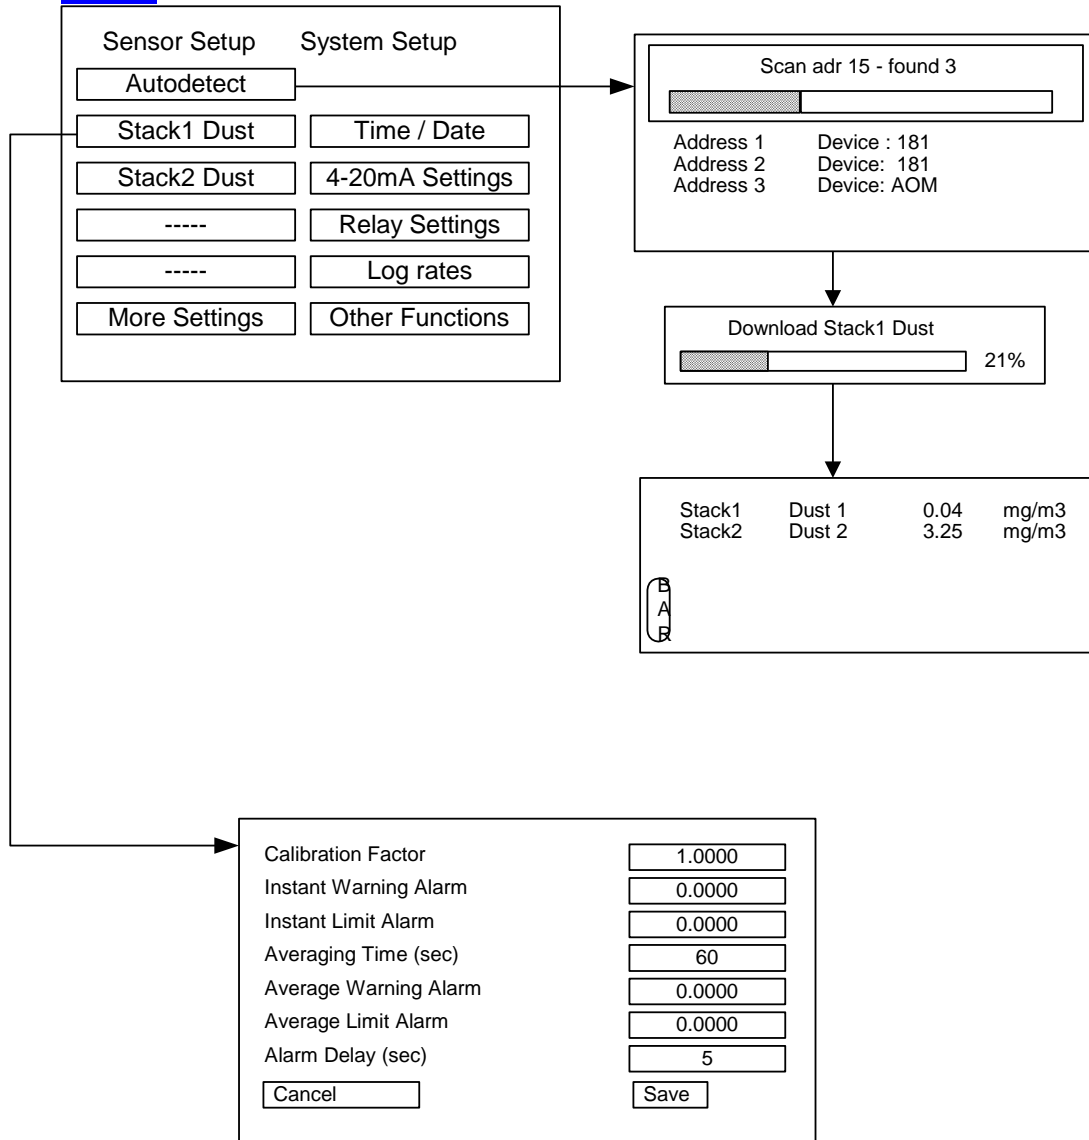 Sensor Setup System Setup
Autodetect
Stack1 Dust Time / Date
Stack2 Dust 4-20mA Settings
----- Relay Settings
----- Log rates
More Settings Other Functions
Scan adr 15 - found 3
Address 1 Device : 181
Address 2 Device: 181
Address 3 Device: AOM
Download Stack1 Dust
21%
Stack1 Dust 1 0.04 mg/m3
Stack2 Dust 2 3.25 mg/m3
B
A
R
Calibration Factor 1.0000
Instant Warning Alarm 0.0000
Instant Limit Alarm 0.0000
Averaging Time (sec) 60
Average Warning Alarm 0.0000
Average Limit Alarm 0.0000
Alarm Delay (sec) 5
Cancel Save